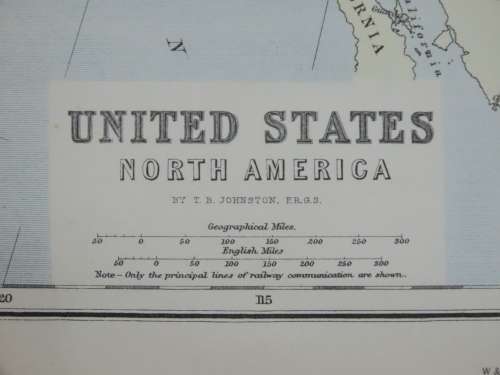 N
CALIFORNIA
UNITED STATES
NORTH AMERICA
BY T. B. JOHNSTON, F.R.G.S.
Geographical Miles.
50 0 50 100 150 200 250 300
English Miles
50 0 50 100 150 200 250 300
Note – Only the principal lines of railway communication are shown..
20
115
W. &